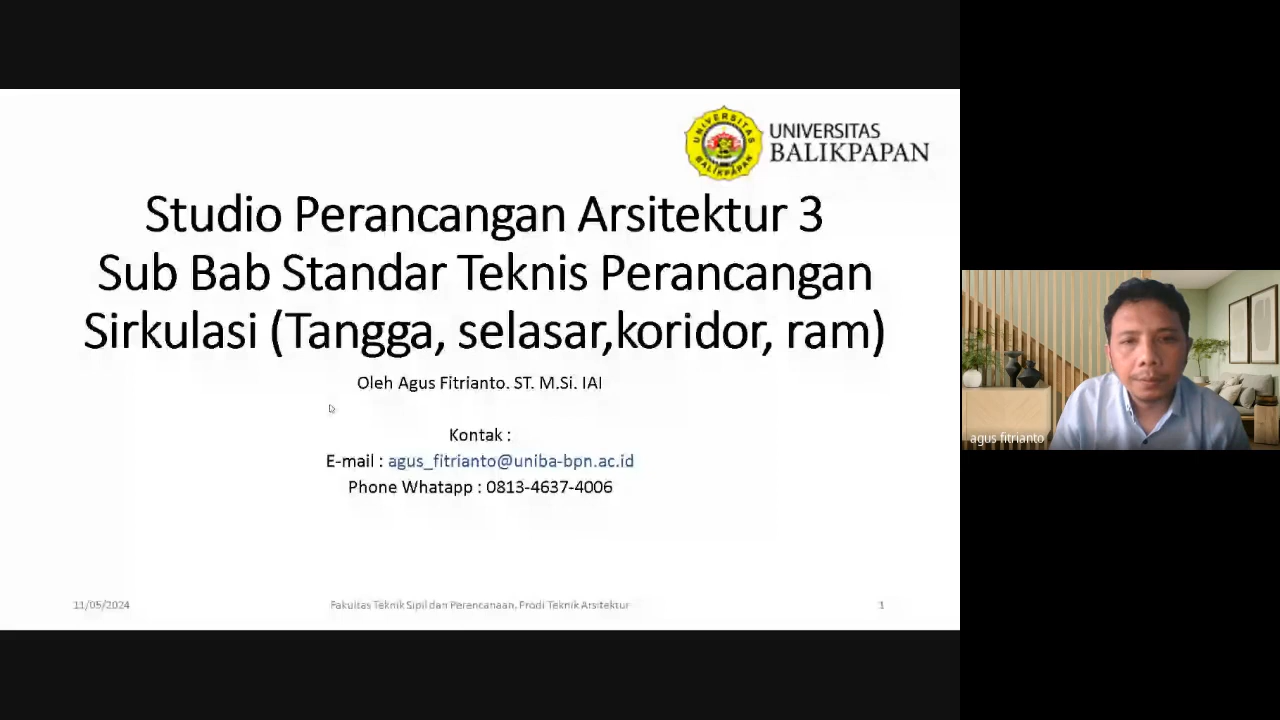 UNIVERSITAS BALIKPAPAN
UNIVERSITAS
BALIKPAPAN
Studio Perancangan Arsitektur 3
Sub Bab Standar Teknis Perancangan
Sirkulasi (Tangga, selasar,koridor, ram)
Oleh Agus Fitrianto. ST. M.Si. IAI
Kontak :
E-mail : agus_fitrianto@uniba-bpn.ac.id
Phone Whatapp : 0813-4637-4006
11/05/2024
Fakultas Teknik Sipil dan Perencanaan, Prodi Teknik Arsitektur
1
agus fitrianto